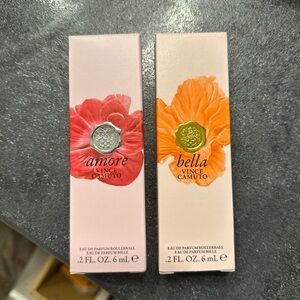 amore
VINCE
CAMUTO
EAU DE PARFUM ROLLERBALL
EAU DE PARFUM BILLE
.2 FL. OZ. 6 mL ℮
bella
VINCE
CAMUTO
EAU DE PARFUM ROLLERBALL
EAU DE PARFUM BILLE
.2 FL. OZ. 6 mL ℮